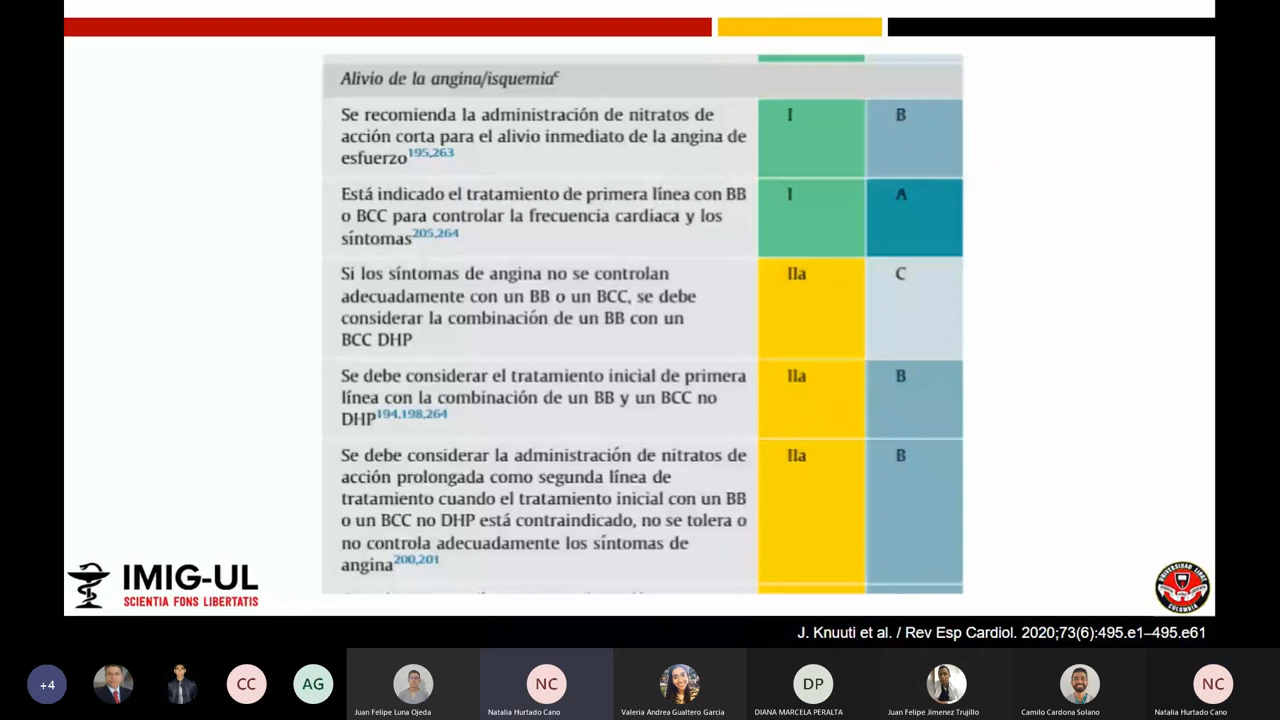 Alivio de la angina/isquemiaᶜ
Se recomienda la administración de nitratos de
acción corta para el alivio inmediato de la angina de
esfuerzo195,263
I
B
Está indicado el tratamiento de primera línea con BB
o BCC para controlar la frecuencia cardiaca y los
síntomas205,264
I
A
Si los síntomas de angina no se controlan
adecuadamente con un BB o un BCC, se debe
considerar la combinación de un BB con un
BCC DHP
IIa
C
Se debe considerar el tratamiento inicial de primera
línea con la combinación de un BB y un BCC no
DHP194,198,264
IIa
B
Se debe considerar la administración de nitratos de
acción prolongada como segunda línea de
tratamiento cuando el tratamiento inicial con un BB
o un BCC no DHP está contraindicado, no se tolera o
no controla adecuadamente los síntomas de
angina200,201
IIa
B
IMIG-UL
SCIENTIA FONS LIBERTATIS
UNIVERSIDAD LIBRE
COLOMBIA
J. Knuuti et al. / Rev Esp Cardiol. 2020;73(6):495.e1–495.e61
+4
CC
AG
Juan Felipe Luna Ojeda
NC
Natalia Hurtado Cano
Valeria Andrea Gualtero Garcia
DP
DIANA MARCELA PERALTA
Juan Felipe Jimenez Trujillo
Camilo Cardona Solano
NC
Natalia Hurtado Cano